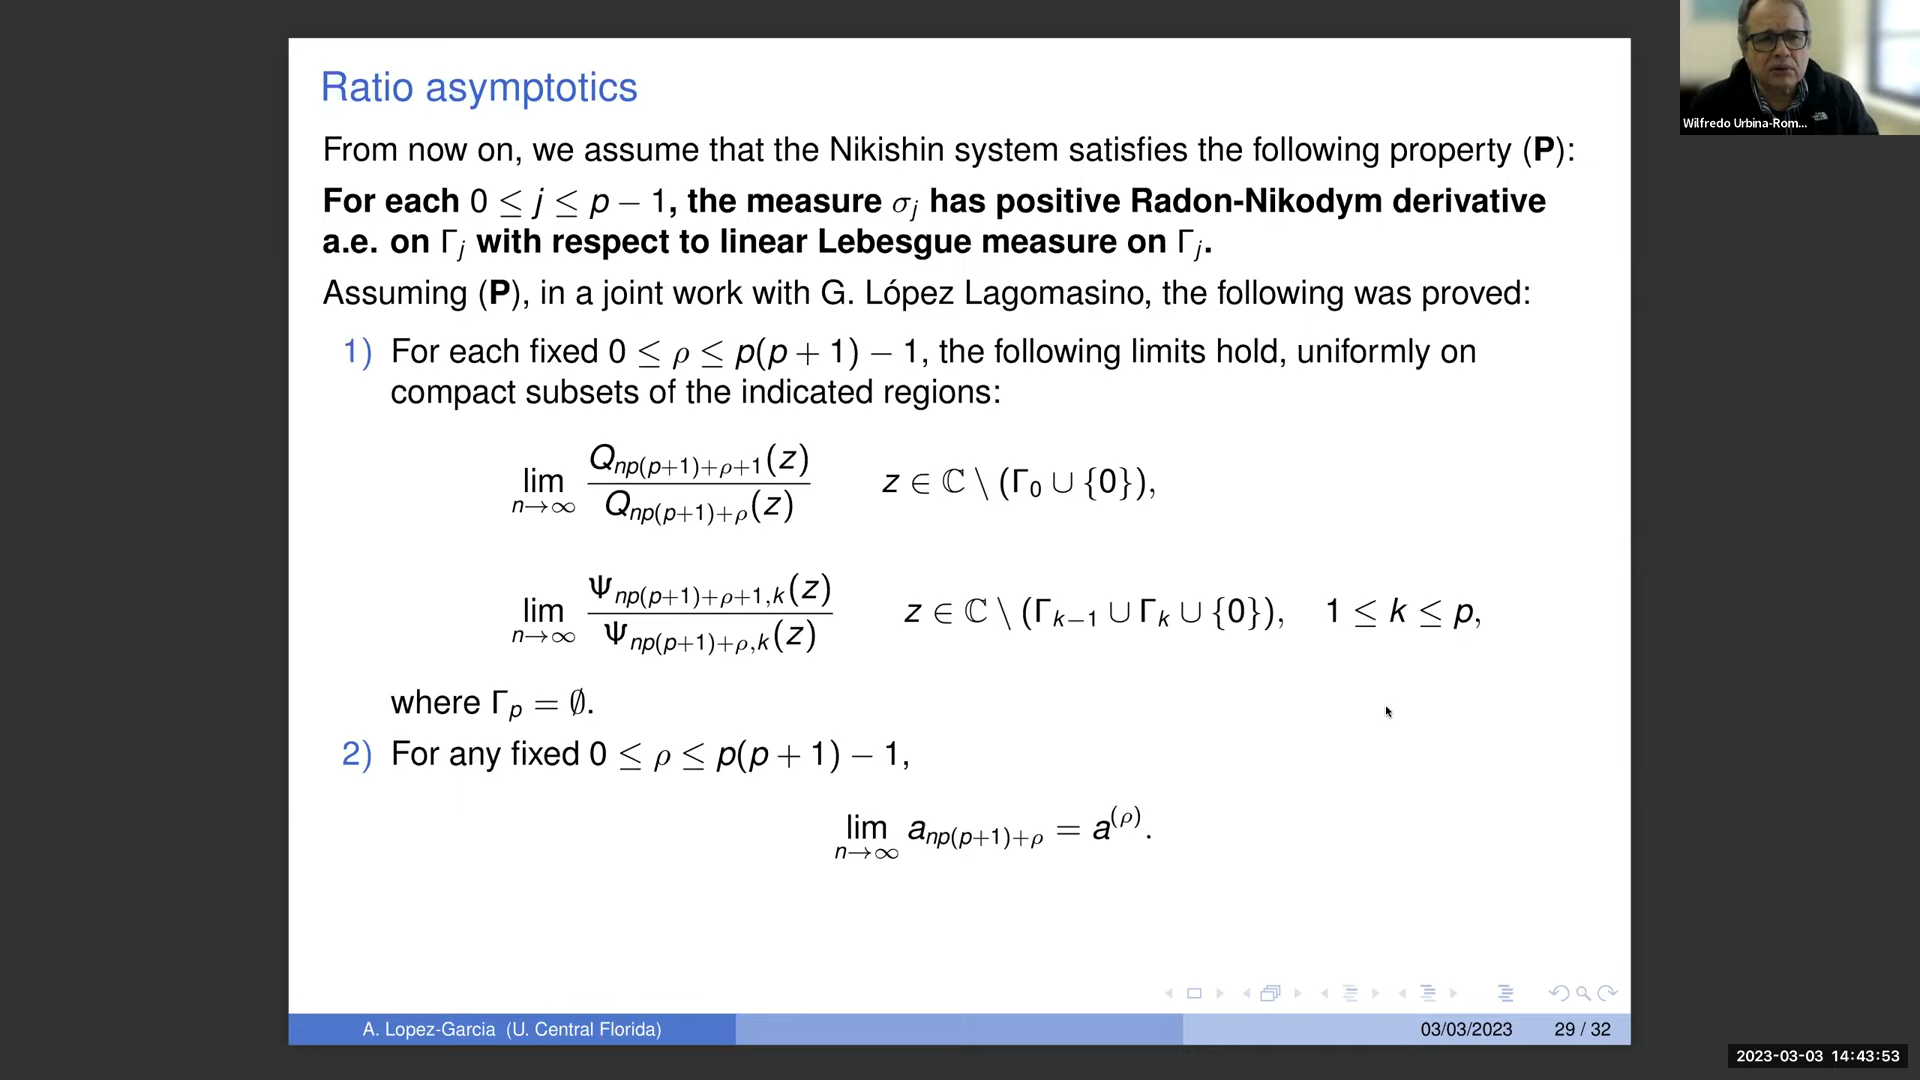 Ratio asymptotics
From now on, we assume that the Nikishin system satisfies the following property (P):
For each 0 ≤ j ≤ p − 1, the measure σ_j has positive Radon-Nikodym derivative
a.e. on Γ_j with respect to linear Lebesgue measure on Γ_j.
Assuming (P), in a joint work with G. López Lagomasino, the following was proved:
1) For each fixed 0 ≤ ρ ≤ p(p + 1) − 1, the following limits hold, uniformly on
compact subsets of the indicated regions:
lim_{n→∞} Q_{np(p+1)+ρ+1}(z) / Q_{np(p+1)+ρ}(z) z ∈ ℂ \ (Γ_0 ∪ {0}),
lim_{n→∞} Ψ_{np(p+1)+ρ+1,k}(z) / Ψ_{np(p+1)+ρ,k}(z) z ∈ ℂ \ (Γ_{k−1} ∪ Γ_k ∪ {0}), 1 ≤ k ≤ p,
where Γ_p = ∅.
2) For any fixed 0 ≤ ρ ≤ p(p + 1) − 1,
lim_{n→∞} a_{np(p+1)+ρ} = a^{(ρ)}.
A. Lopez-Garcia (U. Central Florida) 03/03/2023 29 / 32
Wilfredo Urbina-Rom...
2023-03-03 14:43:53